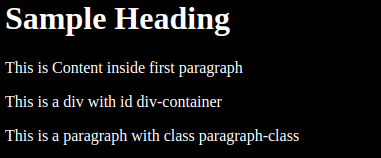 Sample Heading
This is Content inside first paragraph
This is a div with id div-container
This is a paragraph with class paragraph-class